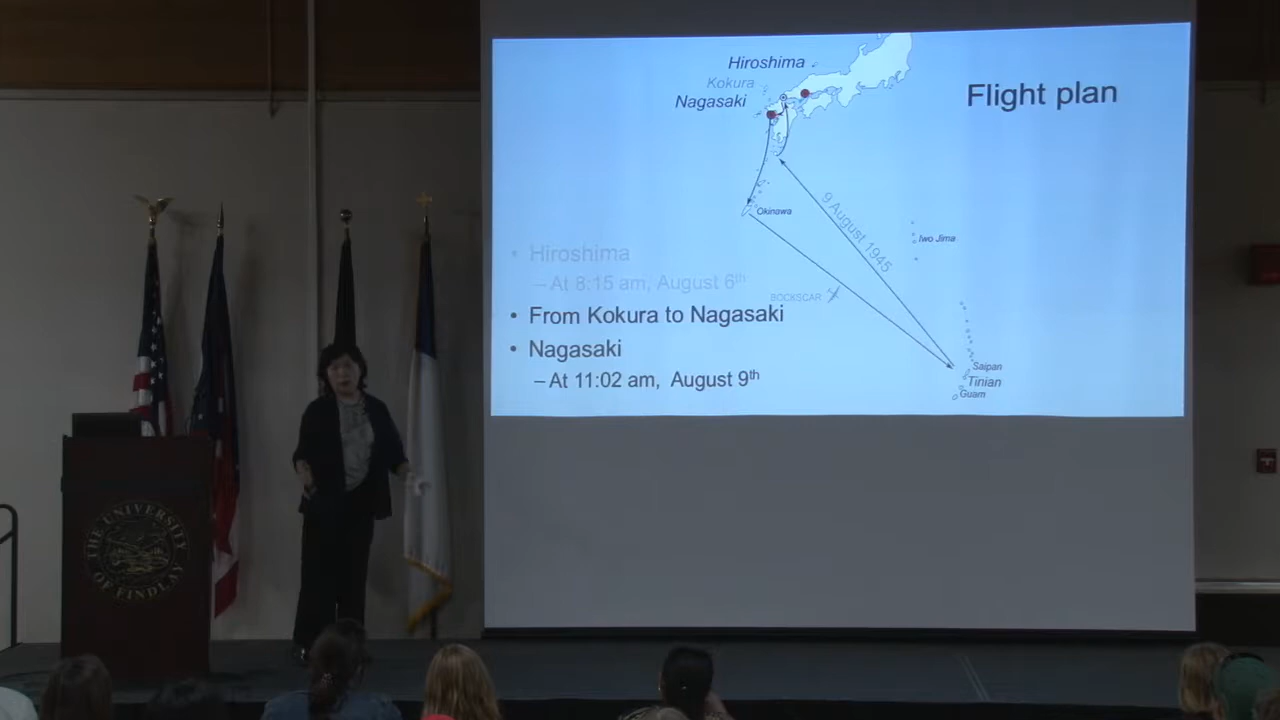 Hiroshima
Kokura
Nagasaki
Flight plan
9 August 1945
Okinawa
Iwo Jima
• Hiroshima
– At 8:15 am, August 6th
BOCKSCAR
• From Kokura to Nagasaki
• Nagasaki
– At 11:02 am, August 9th
Saipan
Tinian
Guam
THE UNIVERSITY
OF FINDLAY